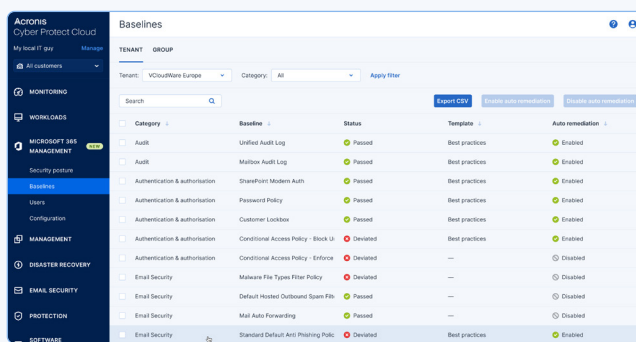 Acronis
Cyber Protect Cloud
My local IT guy Manage
All customers
MONITORING
WORKLOADS
MICROSOFT 365 MANAGEMENT NEW
Security posture
Baselines
Users
Configuration
MANAGEMENT
DISASTER RECOVERY
EMAIL SECURITY
PROTECTION
SOFTWARE
Baselines
TENANT GROUP
Tenant: VCloudWare Europe Category: All Apply filter
Search Export CSV Enable auto remediation Disable auto remediation
Category Baseline Status Template Auto remediation
Audit Unified Audit Log Passed Best practices Enabled
Audit Mailbox Audit Log Passed Best practices Enabled
Authentication & authorisation SharePoint Modern Auth Passed Best practices Enabled
Authentication & authorisation Password Policy Passed Best practices Enabled
Authentication & authorisation Customer Lockbox Passed Best practices Enabled
Authentication & authorisation Conditional Access Policy - Block Deviated Best practices Enabled
Authentication & authorisation Conditional Access Policy - Enforce Deviated — Disabled
Email Security Malware File Types Filter Policy Deviated — Disabled
Email Security Default Hosted Outbound Spam Filt Passed — Disabled
Email Security Mail Auto Forwarding Passed — Disabled
Email Security Standard Default Anti Phishing Polic Deviated Best practices Enabled